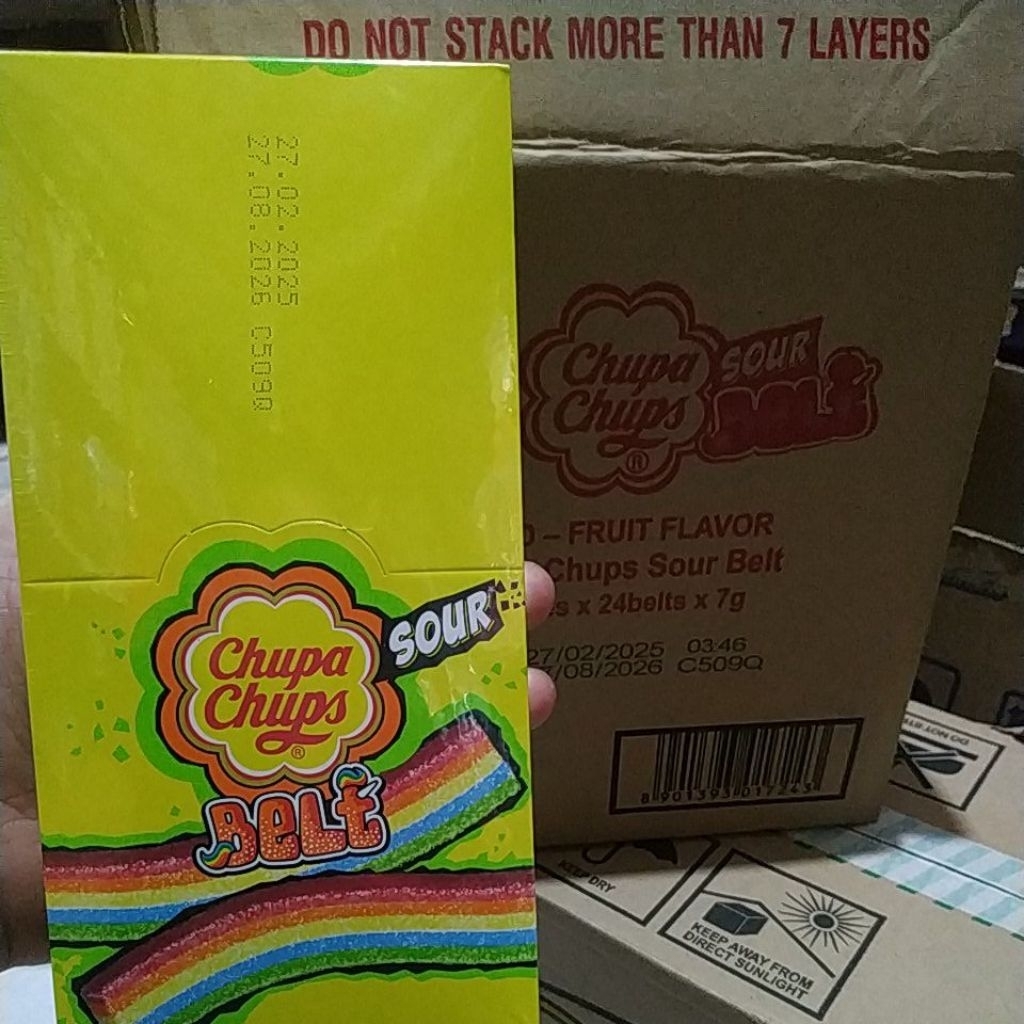 DO NOT STACK MORE THAN 7 LAYERS
27.02.2025
27.08.2026 C509Q
Chupa
Chups
®
SOUR
BELT
Chupa
Chups
®
SOUR
– FRUIT FLAVOR
Chups Sour Belt
x 24belts x 7g
27/02/2025 03:46
/08/2026 C509Q
8 901393 017243
KEEP DRY
KEEP AWAY FROM
DIRECT SUNLIGHT